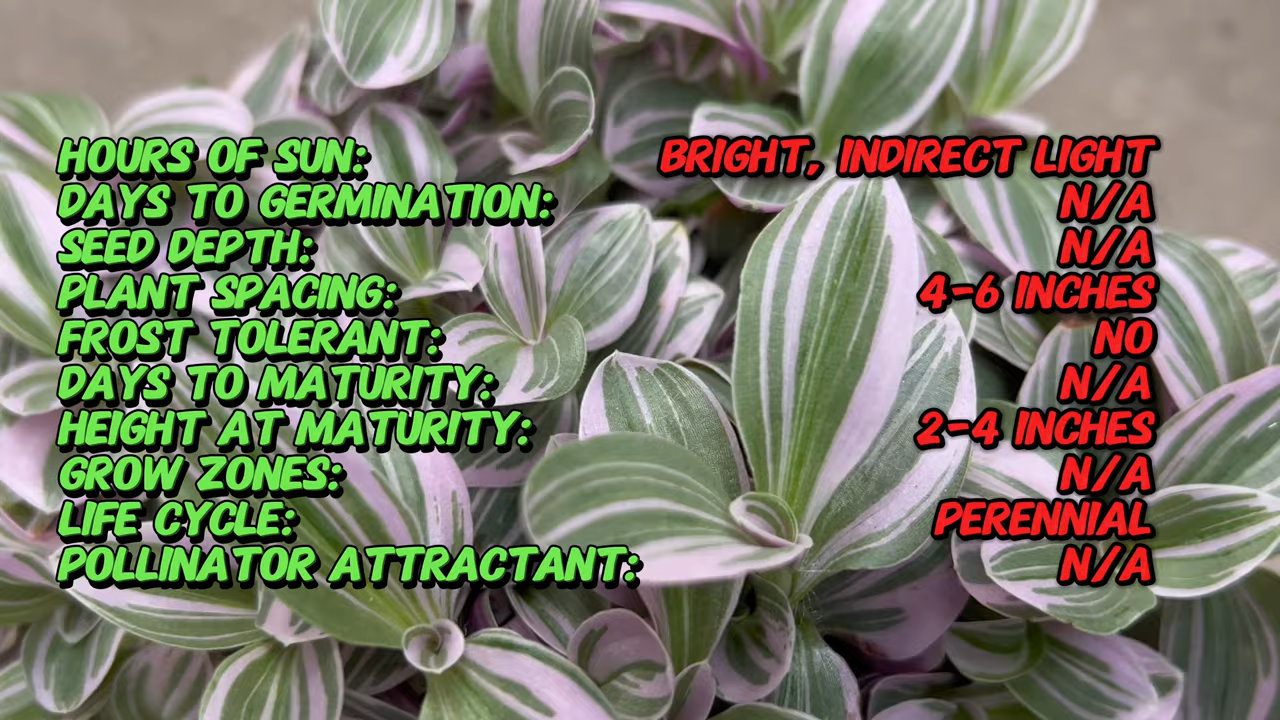 HOURS OF SUN: BRIGHT, INDIRECT LIGHT
DAYS TO GERMINATION: N/A
SEED DEPTH: N/A
PLANT SPACING: 4-6 INCHES
FROST TOLERANT: NO
DAYS TO MATURITY: N/A
HEIGHT AT MATURITY: 2-4 INCHES
GROW ZONES: N/A
LIFE CYCLE: PERENNIAL
POLLINATOR ATTRACTANT: N/A